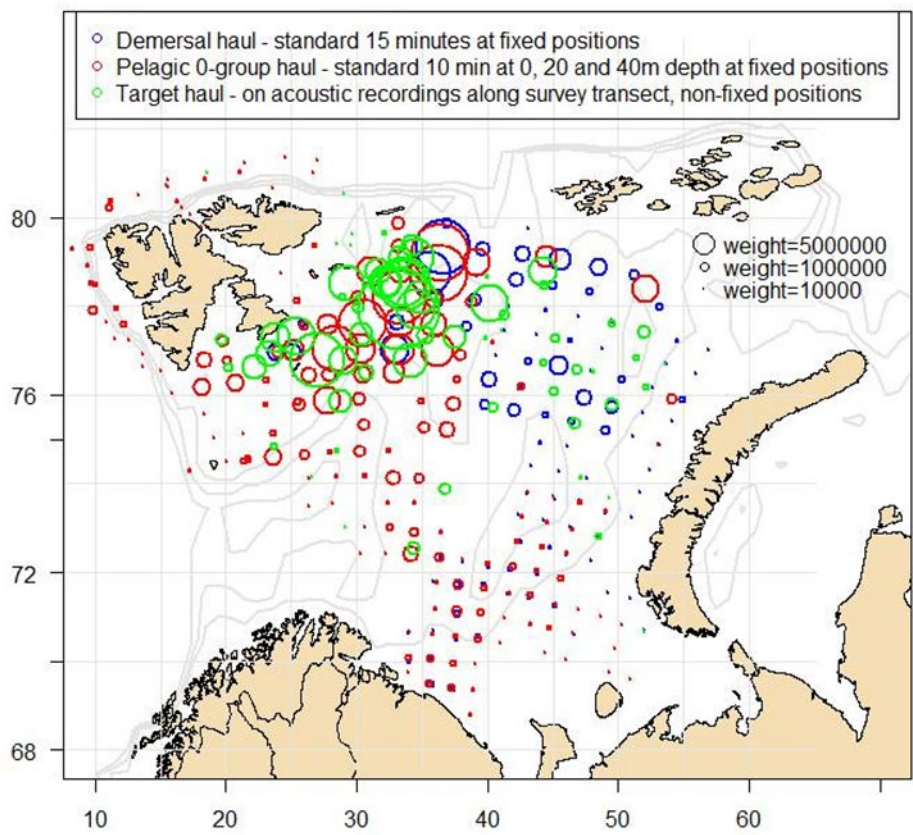 Demersal haul - standard 15 minutes at fixed positions
Pelagic 0-group haul - standard 10 min at 0, 20 and 40m depth at fixed positions
Target haul - on acoustic recordings along survey transect, non-fixed positions
80
weight=5000000
weight=1000000
weight=10000
76
72
68
10 20 30 40 50 60 70